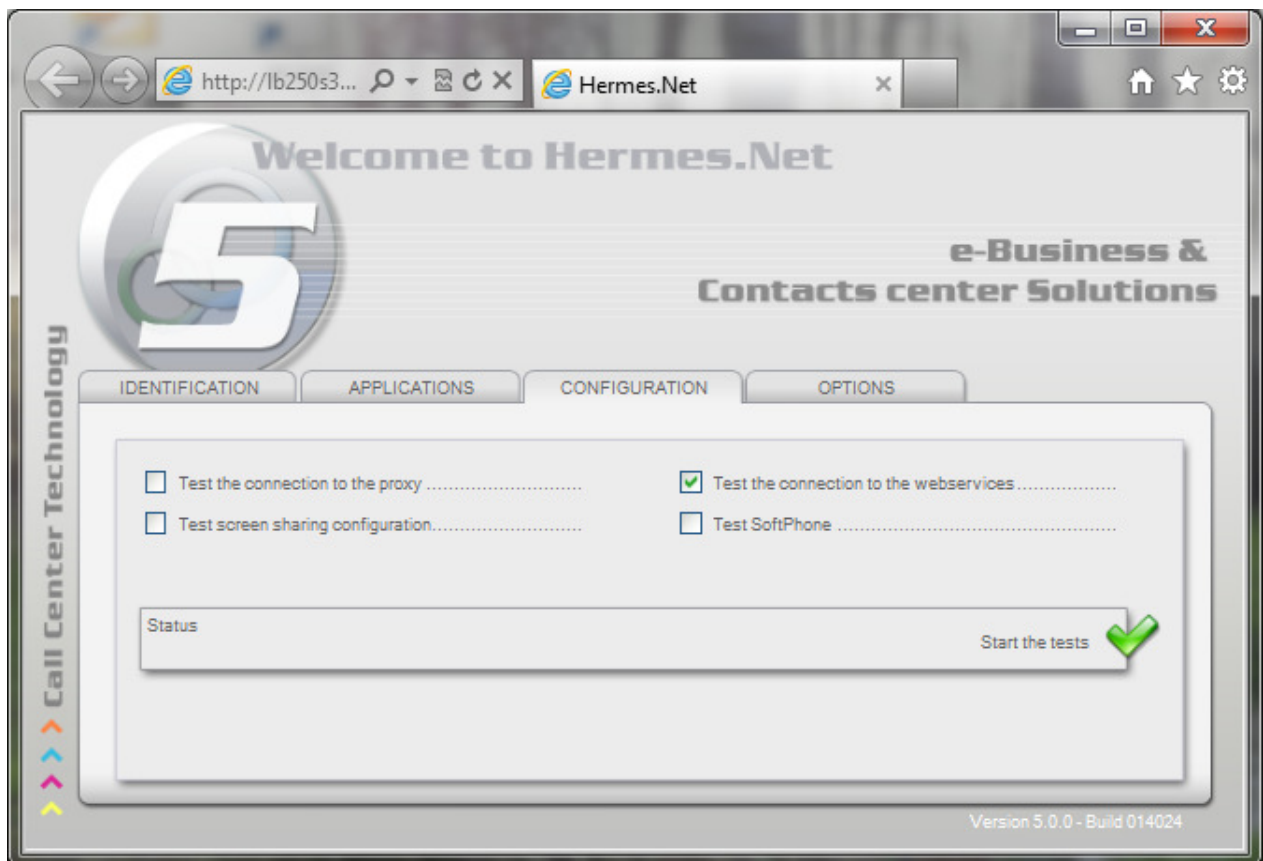 http://lb250s3...
Hermes.Net
Welcome to Hermes.Net
5
e-Business &
Contacts center Solutions
Call Center Technology
IDENTIFICATION
APPLICATIONS
CONFIGURATION
OPTIONS
Test the connection to the proxy ..........................
Test the connection to the webservices.................
Test screen sharing configuration.........................
Test SoftPhone ...............................................
Status
Start the tests
Version 5.0.0 - Build 014024